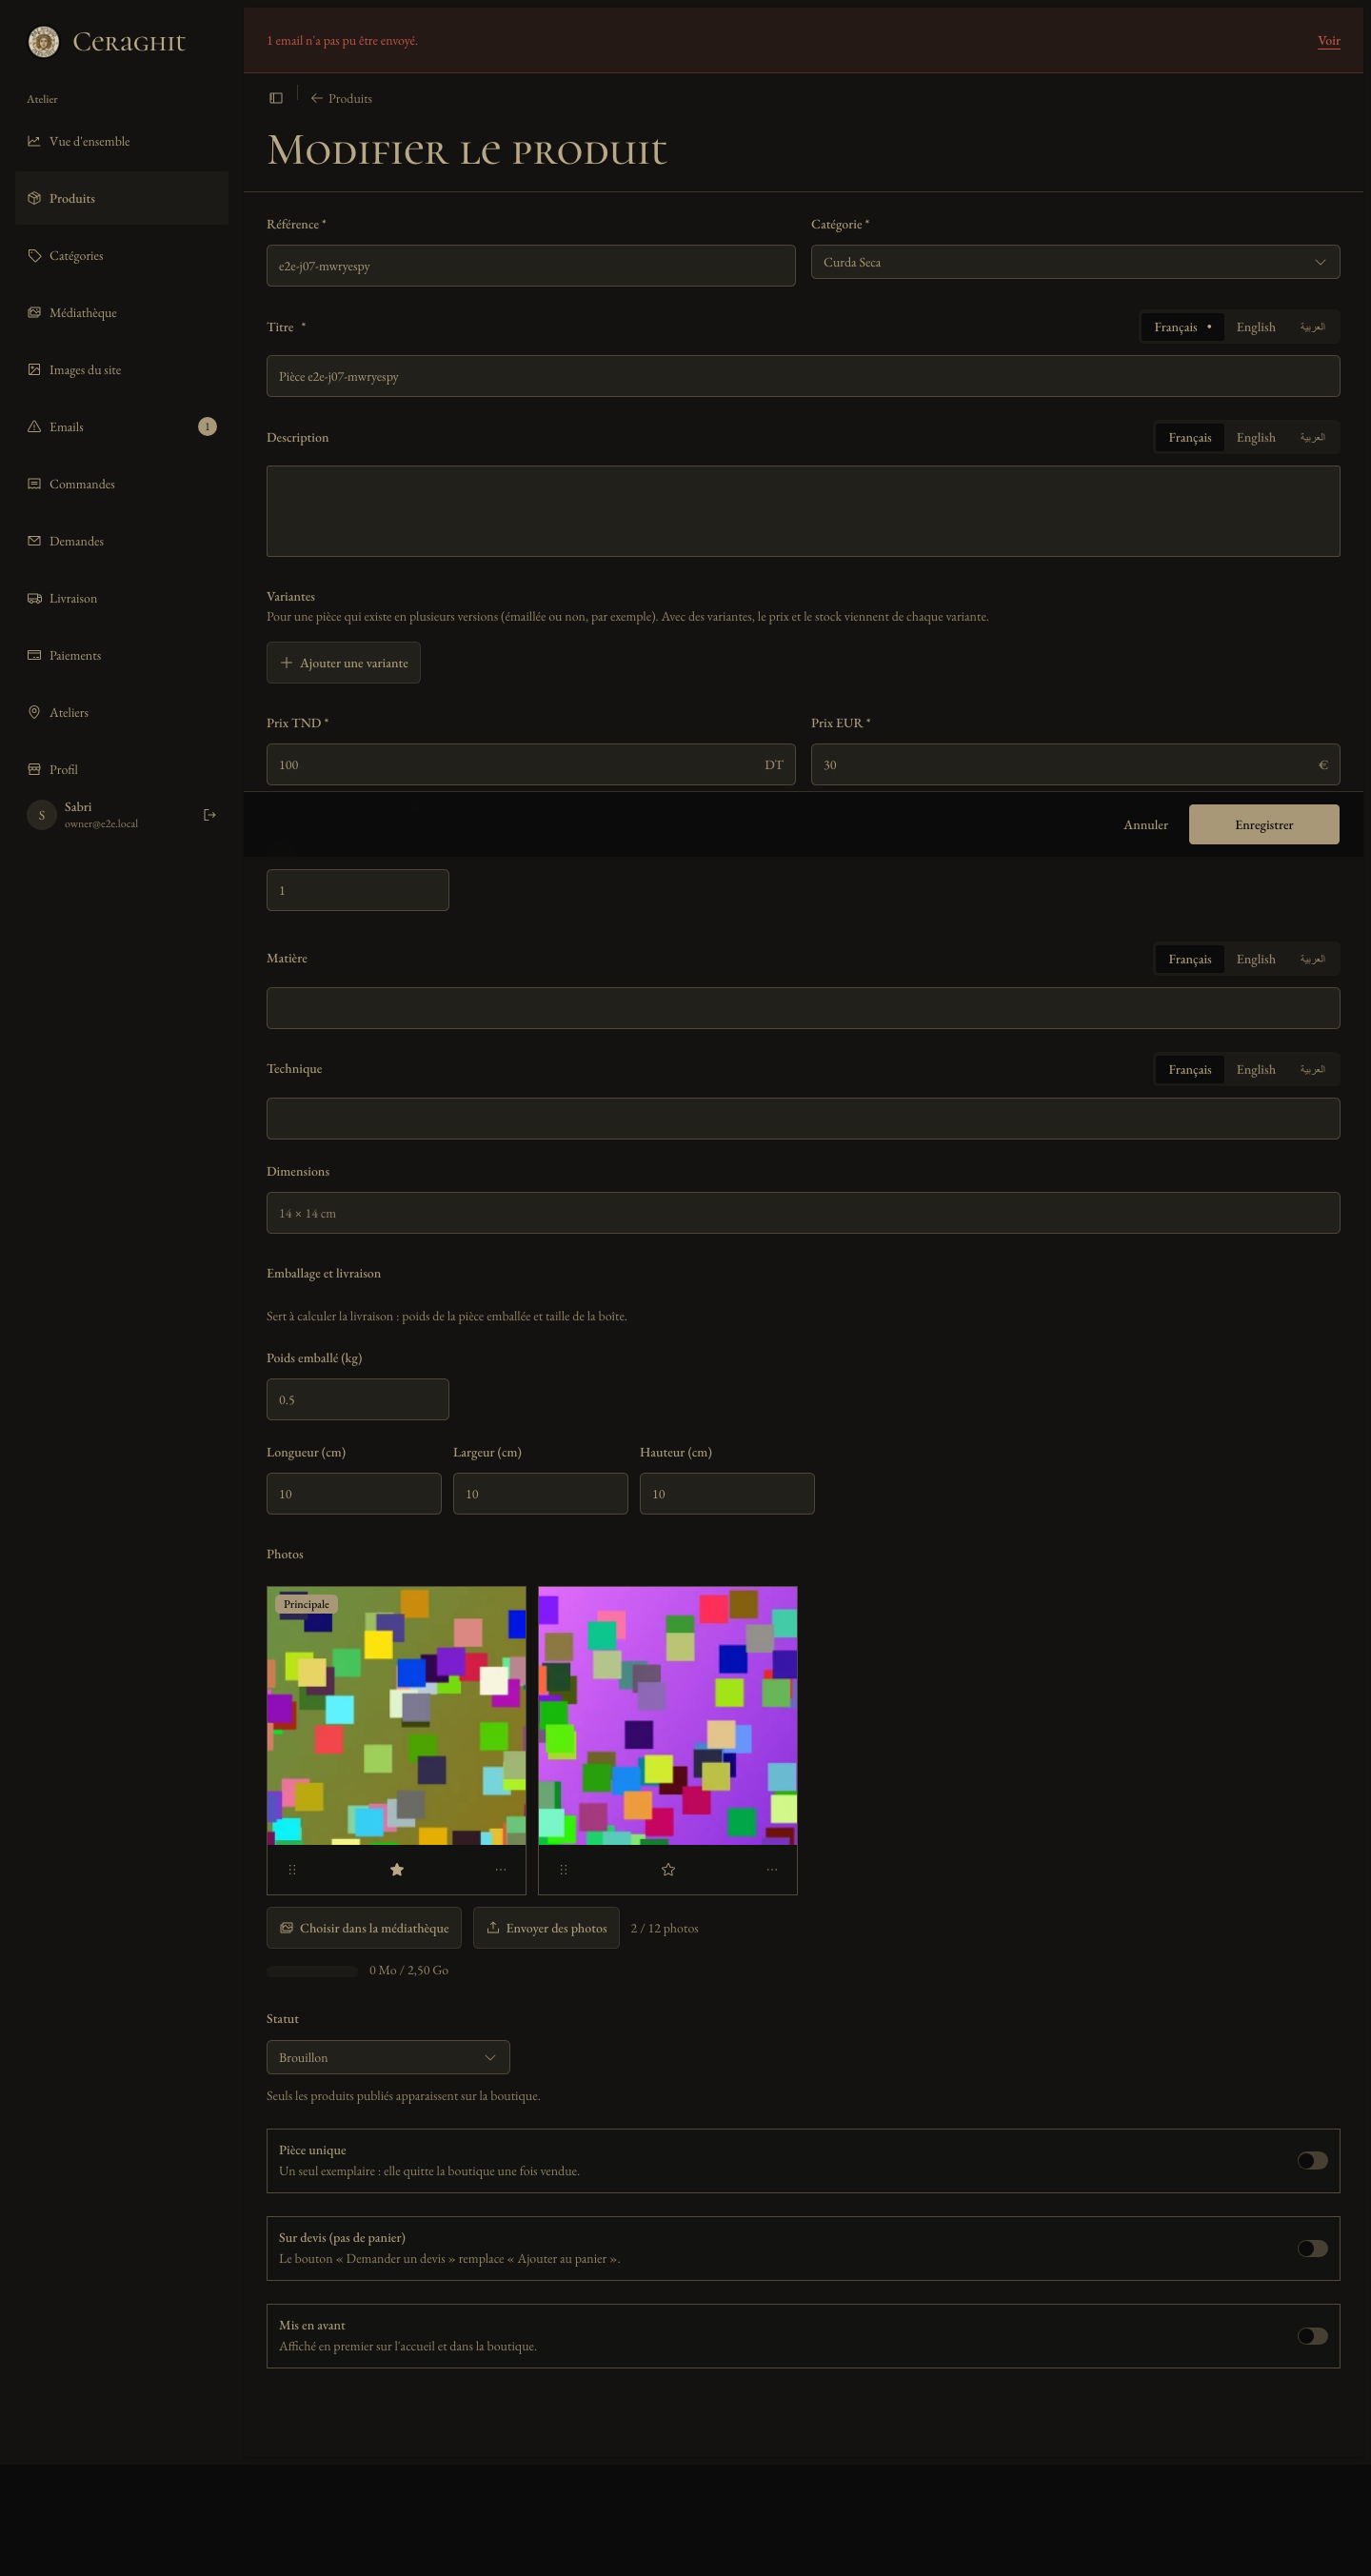 Ceraghit
Atelier
Vue d'ensemble
Produits
Catégories
Médiathèque
Images du site
Emails 1
Commandes
Demandes
Livraison
Paiements
Ateliers
Profil
S
Sabri
owner@e2e.local
1 email n'a pas pu être envoyé. Voir
Produits
Modifier le produit
Référence * Catégorie *
e2e-j07-mwryespy Curda Seca
Titre * Français • English العربية
Pièce e2e-j07-mwryespy
Description Français English العربية
Variantes
Pour une pièce qui existe en plusieurs versions (émaillée ou non, par exemple). Avec des variantes, le prix et le stock viennent de chaque variante.
Ajouter une variante
Prix TND * Prix EUR *
100 DT 30 €
Annuler Enregistrer
1
Matière Français English العربية
Technique Français English العربية
Dimensions
14 × 14 cm
Emballage et livraison
Sert à calculer la livraison : poids de la pièce emballée et taille de la boîte.
Poids emballé (kg)
0.5
Longueur (cm) Largeur (cm) Hauteur (cm)
10 10 10
Photos
Principale
Choisir dans la médiathèque Envoyer des photos 2 / 12 photos
0 Mo / 2,50 Go
Statut
Brouillon
Seuls les produits publiés apparaissent sur la boutique.
Pièce unique
Un seul exemplaire : elle quitte la boutique une fois vendue.
Sur devis (pas de panier)
Le bouton « Demander un devis » remplace « Ajouter au panier ».
Mis en avant
Affiché en premier sur l'accueil et dans la boutique.